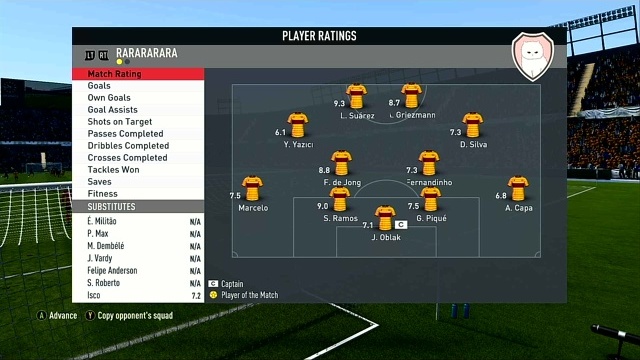 PLAYER RATINGS
LT RT RARARARARA
Match Rating
Goals
Own Goals
Goal Assists
Shots on Target
Passes Completed
Dribbles Completed
Crosses Completed
Tackles Won
Saves
Fitness
SUBSTITUTES
É. Militão N/A
P. Max N/A
M. Dembélé N/A
J. Vardy N/A
Felipe Anderson N/A
S. Roberto N/A
Isco 7.2
9.3 8.7
L. Suárez . Griezmann
6.1 7.3
Y. Yazıcı D. Silva
8.8 7.3
F. de Jong Fernandinho
7.5 9.0 7.5 6.8
Marcelo S. Ramos G. Piqué A. Capa
7.1 C
J. Oblak
C Captain
Player of the Match
A Advance Y Copy opponent's squad